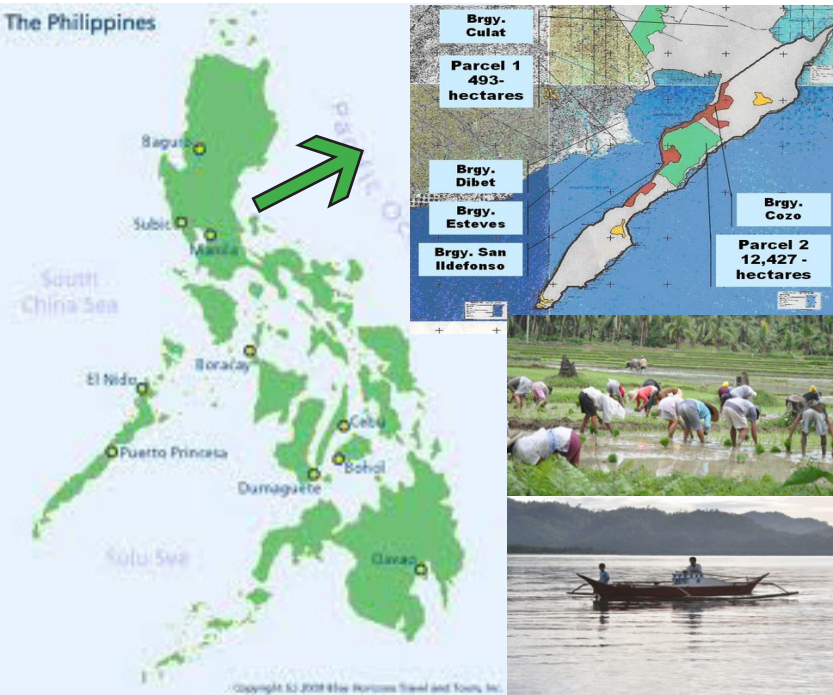 The Philippines
Baguio
Subic
Manila
Pacific Oc
South
China Sea
Boracay
El Nido
Cebu
Puerto Princesa
Bohol
Dumaguete
Sulu Sea
Davao
Copyright (c) 2009 Blue Horizons Travel and Tours, Inc.
Brgy.
Culat
Parcel 1
493-
hectares
Brgy.
Dibet
Brgy.
Esteves
Brgy. San
Ildefonso
Brgy.
Cozo
Parcel 2
12,427 -
hectares